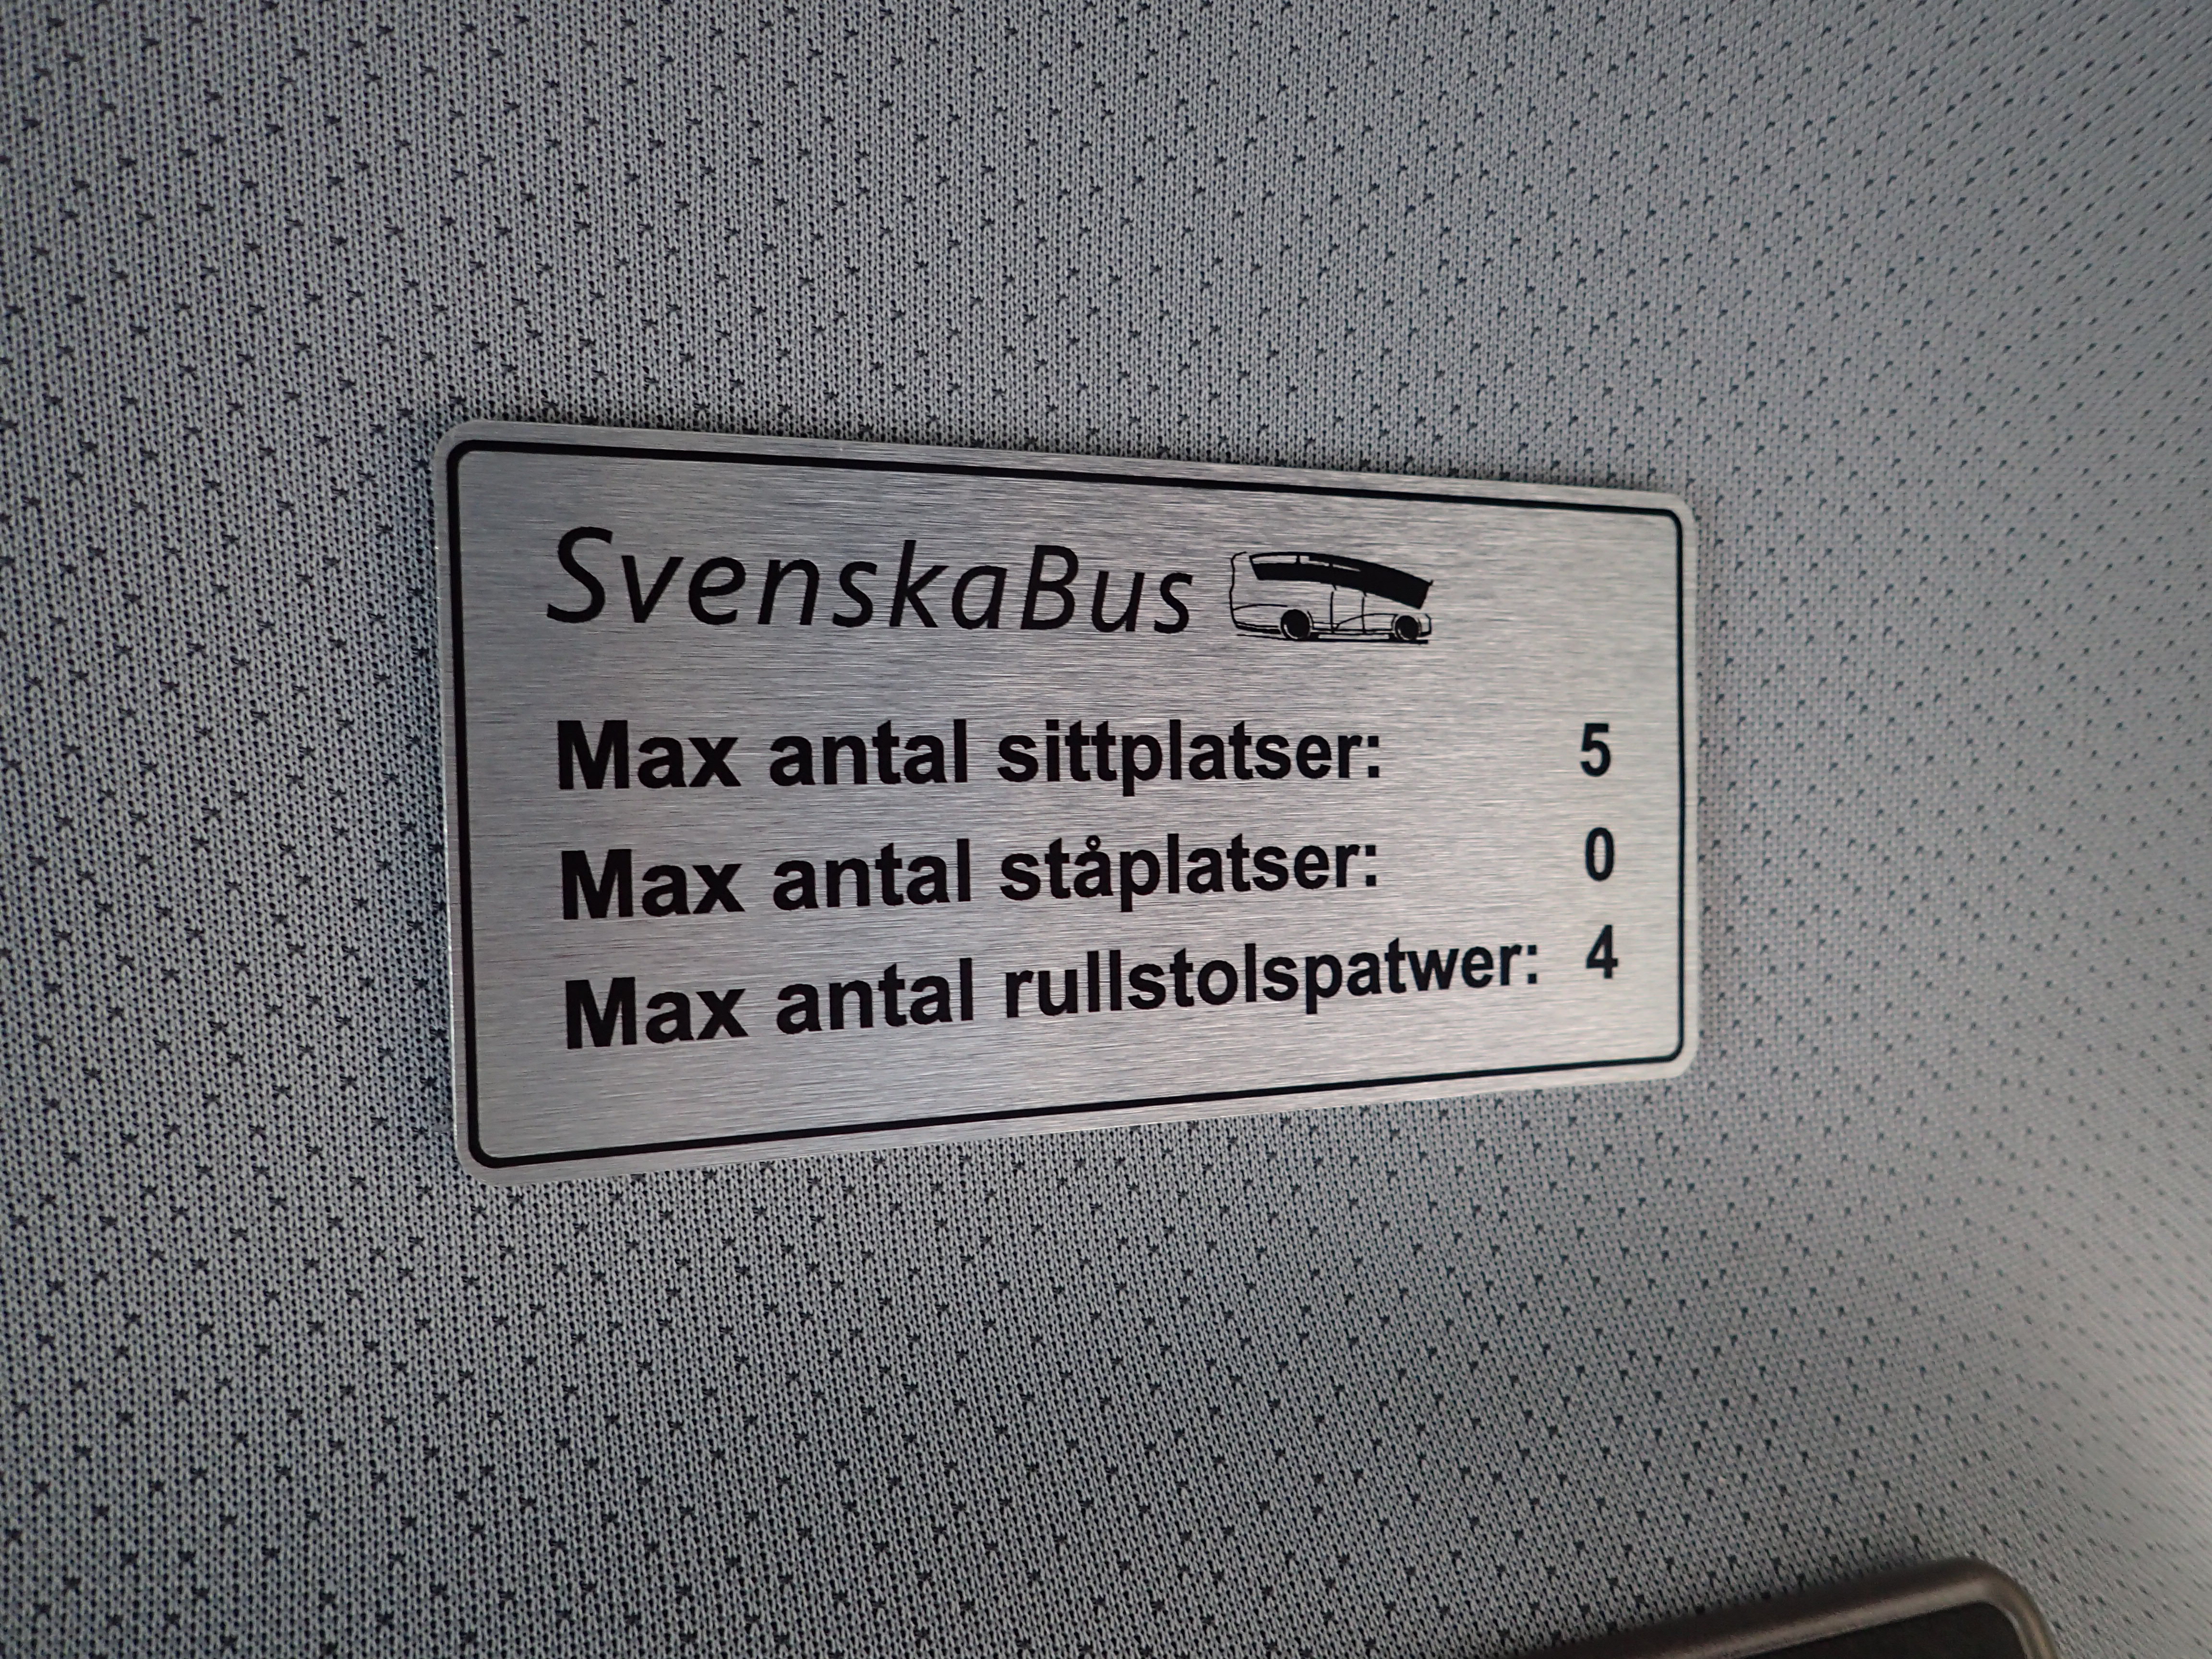 SvenskaBus
Max antal sittplatser: 5
Max antal ståplatser: 0
Max antal rullstolspatwer: 4